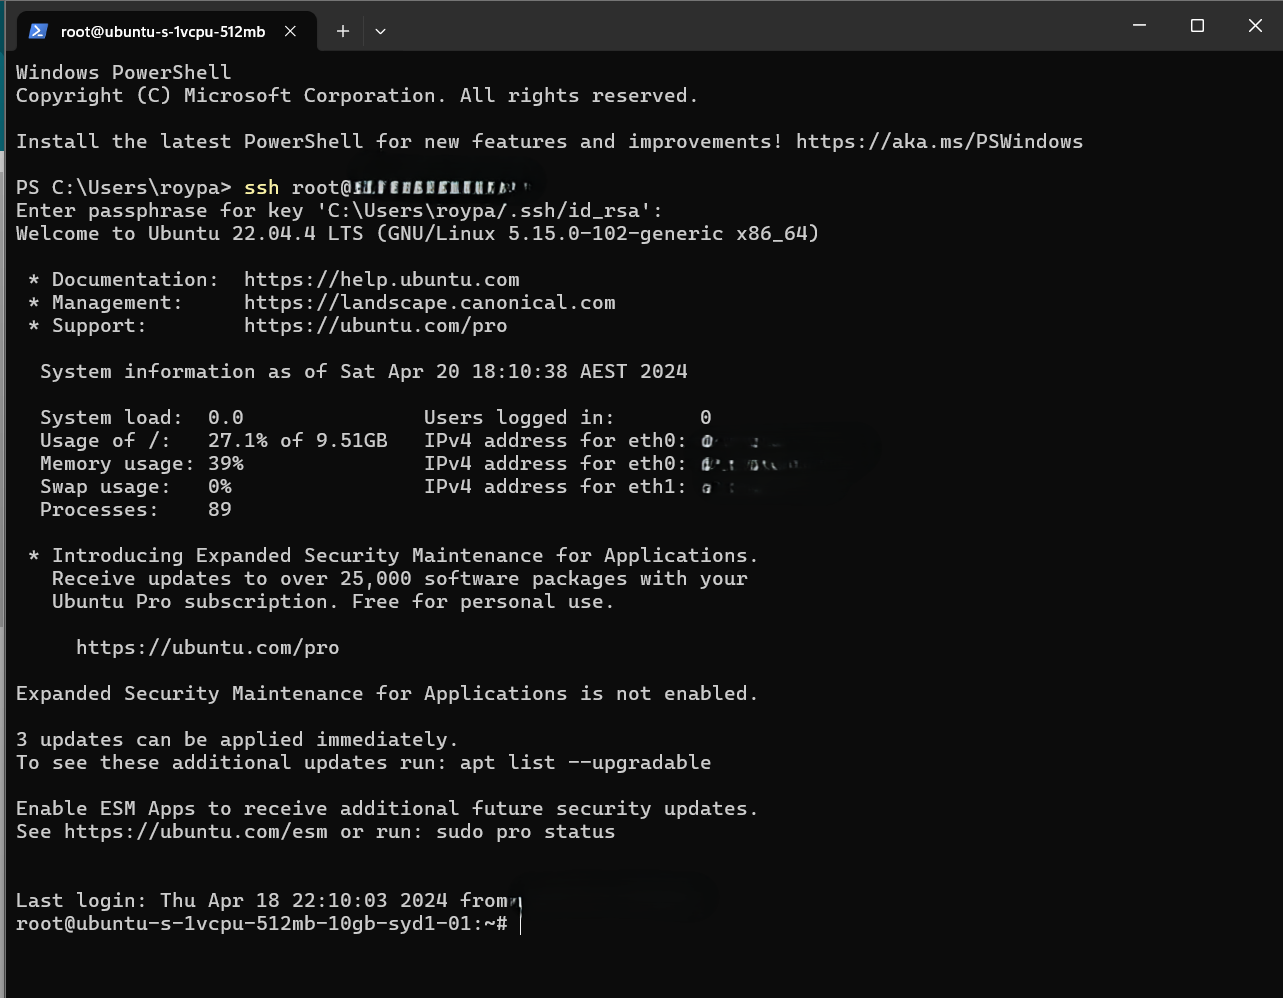 root@ubuntu-s-1vcpu-512mb
Windows PowerShell
Copyright (C) Microsoft Corporation. All rights reserved.
Install the latest PowerShell for new features and improvements! https://aka.ms/PSWindows
PS C:\Users\roypa> ssh root@
Enter passphrase for key 'C:\Users\roypa/.ssh/id_rsa':
Welcome to Ubuntu 22.04.4 LTS (GNU/Linux 5.15.0-102-generic x86_64)
* Documentation:  https://help.ubuntu.com
* Management:     https://landscape.canonical.com
* Support:        https://ubuntu.com/pro
System information as of Sat Apr 20 18:10:38 AEST 2024
System load:  0.0               Users logged in:       0
Usage of /:   27.1% of 9.51GB   IPv4 address for eth0:
Memory usage: 39%               IPv4 address for eth0:
Swap usage:   0%                IPv4 address for eth1:
Processes:    89
* Introducing Expanded Security Maintenance for Applications.
Receive updates to over 25,000 software packages with your
Ubuntu Pro subscription. Free for personal use.
https://ubuntu.com/pro
Expanded Security Maintenance for Applications is not enabled.
3 updates can be applied immediately.
To see these additional updates run: apt list --upgradable
Enable ESM Apps to receive additional future security updates.
See https://ubuntu.com/esm or run: sudo pro status
Last login: Thu Apr 18 22:10:03 2024 from
root@ubuntu-s-1vcpu-512mb-10gb-syd1-01:~#